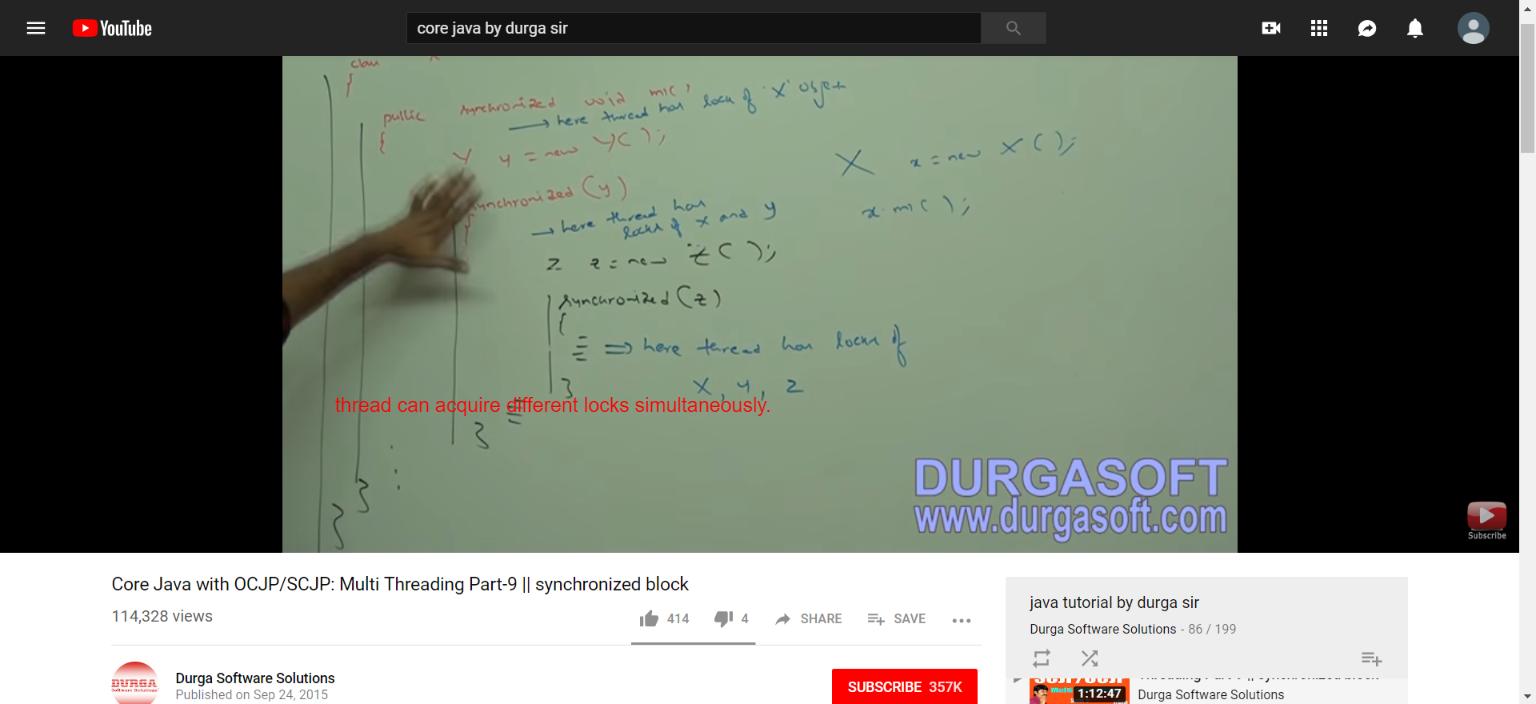 YouTube
core java by durga sir
class X
{
public synchronized void m1()
→ here thread has lock of 'X' object
{
Y y = new Y();
synchronized (y)
{
→ here thread has
locks of X and Y
Z z = new Z();
synchronized (z)
{
⇒ here thread has locks of
X, Y, Z
}
}
}
}
X x = new X();
x.m1();
thread can acquire different locks simultaneously.
DURGASOFT
www.durgasoft.com
Subscribe
Core Java with OCJP/SCJP: Multi Threading Part-9 || synchronized block
114,328 views
414
4
SHARE
SAVE
DURGA
Software Solutions
Durga Software Solutions
Published on Sep 24, 2015
SUBSCRIBE 357K
java tutorial by durga sir
Durga Software Solutions - 86 / 199
1:12:47
Durga Software Solutions